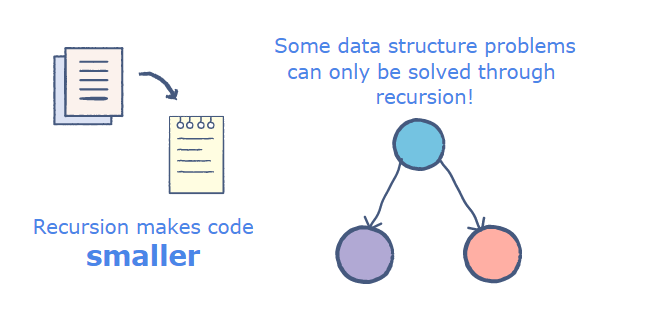 Some data structure problems
can only be solved through
recursion!
Recursion makes code
smaller